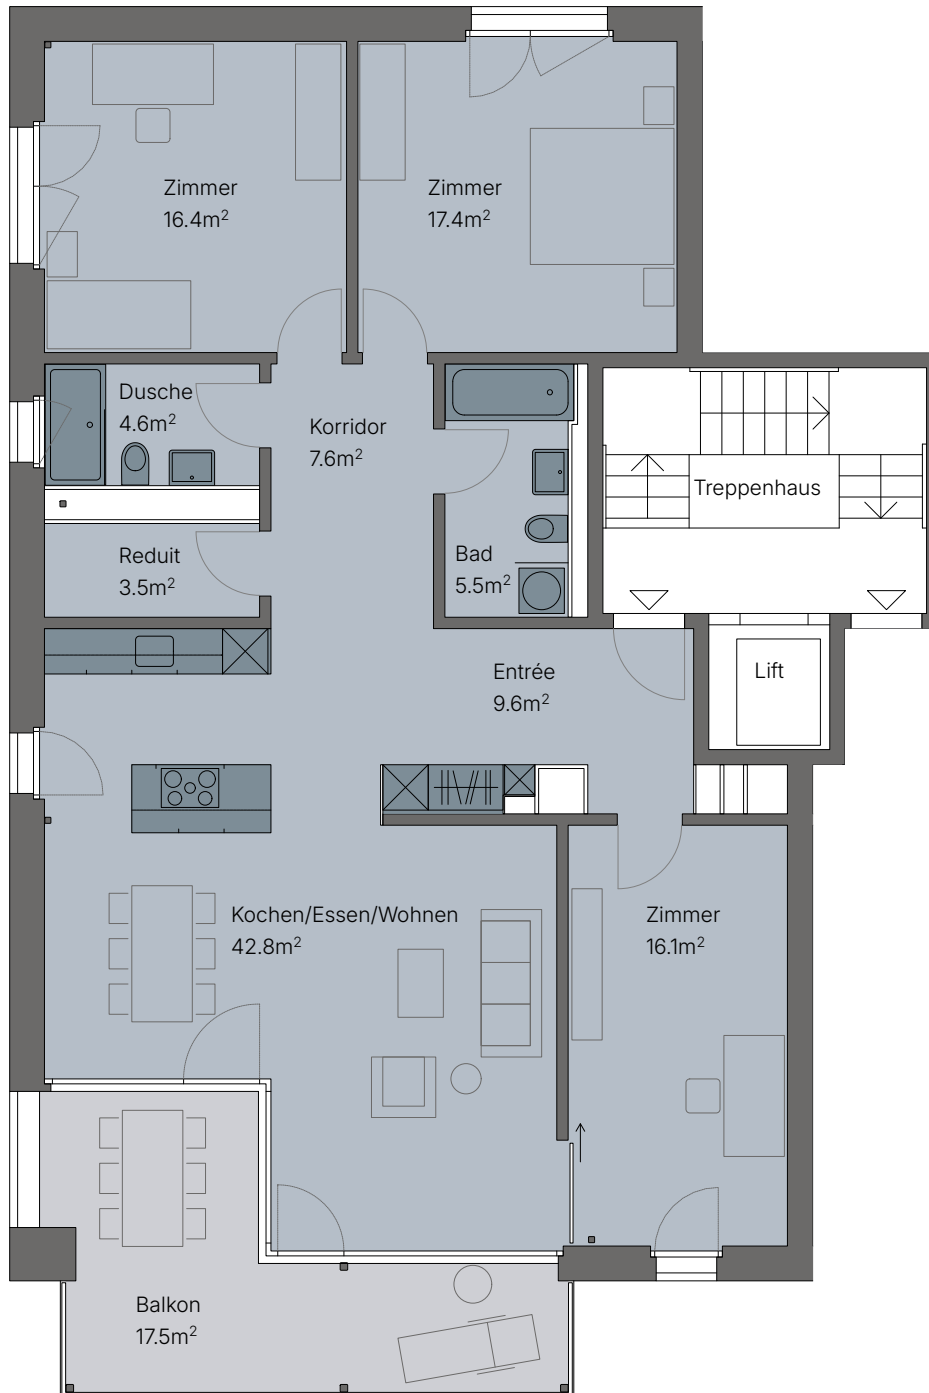 Zimmer
16.4m²
Zimmer
17.4m²
Dusche
4.6m²
Korridor
7.6m²
Treppenhaus
Reduit
3.5m²
Bad
5.5m²
Entrée
9.6m²
Lift
Kochen/Essen/Wohnen
42.8m²
Zimmer
16.1m²
Balkon
17.5m²